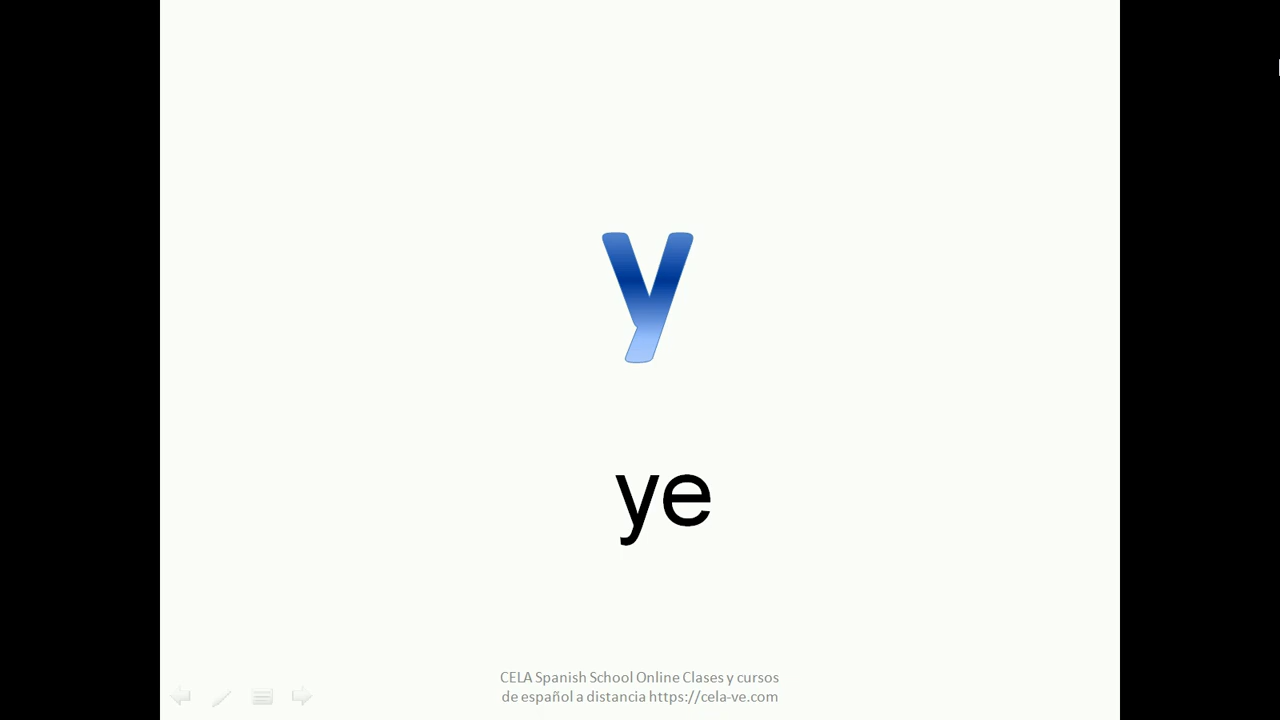 y
ye
CELA Spanish School Online Clases y cursos
de español a distancia https://cela-ve.com